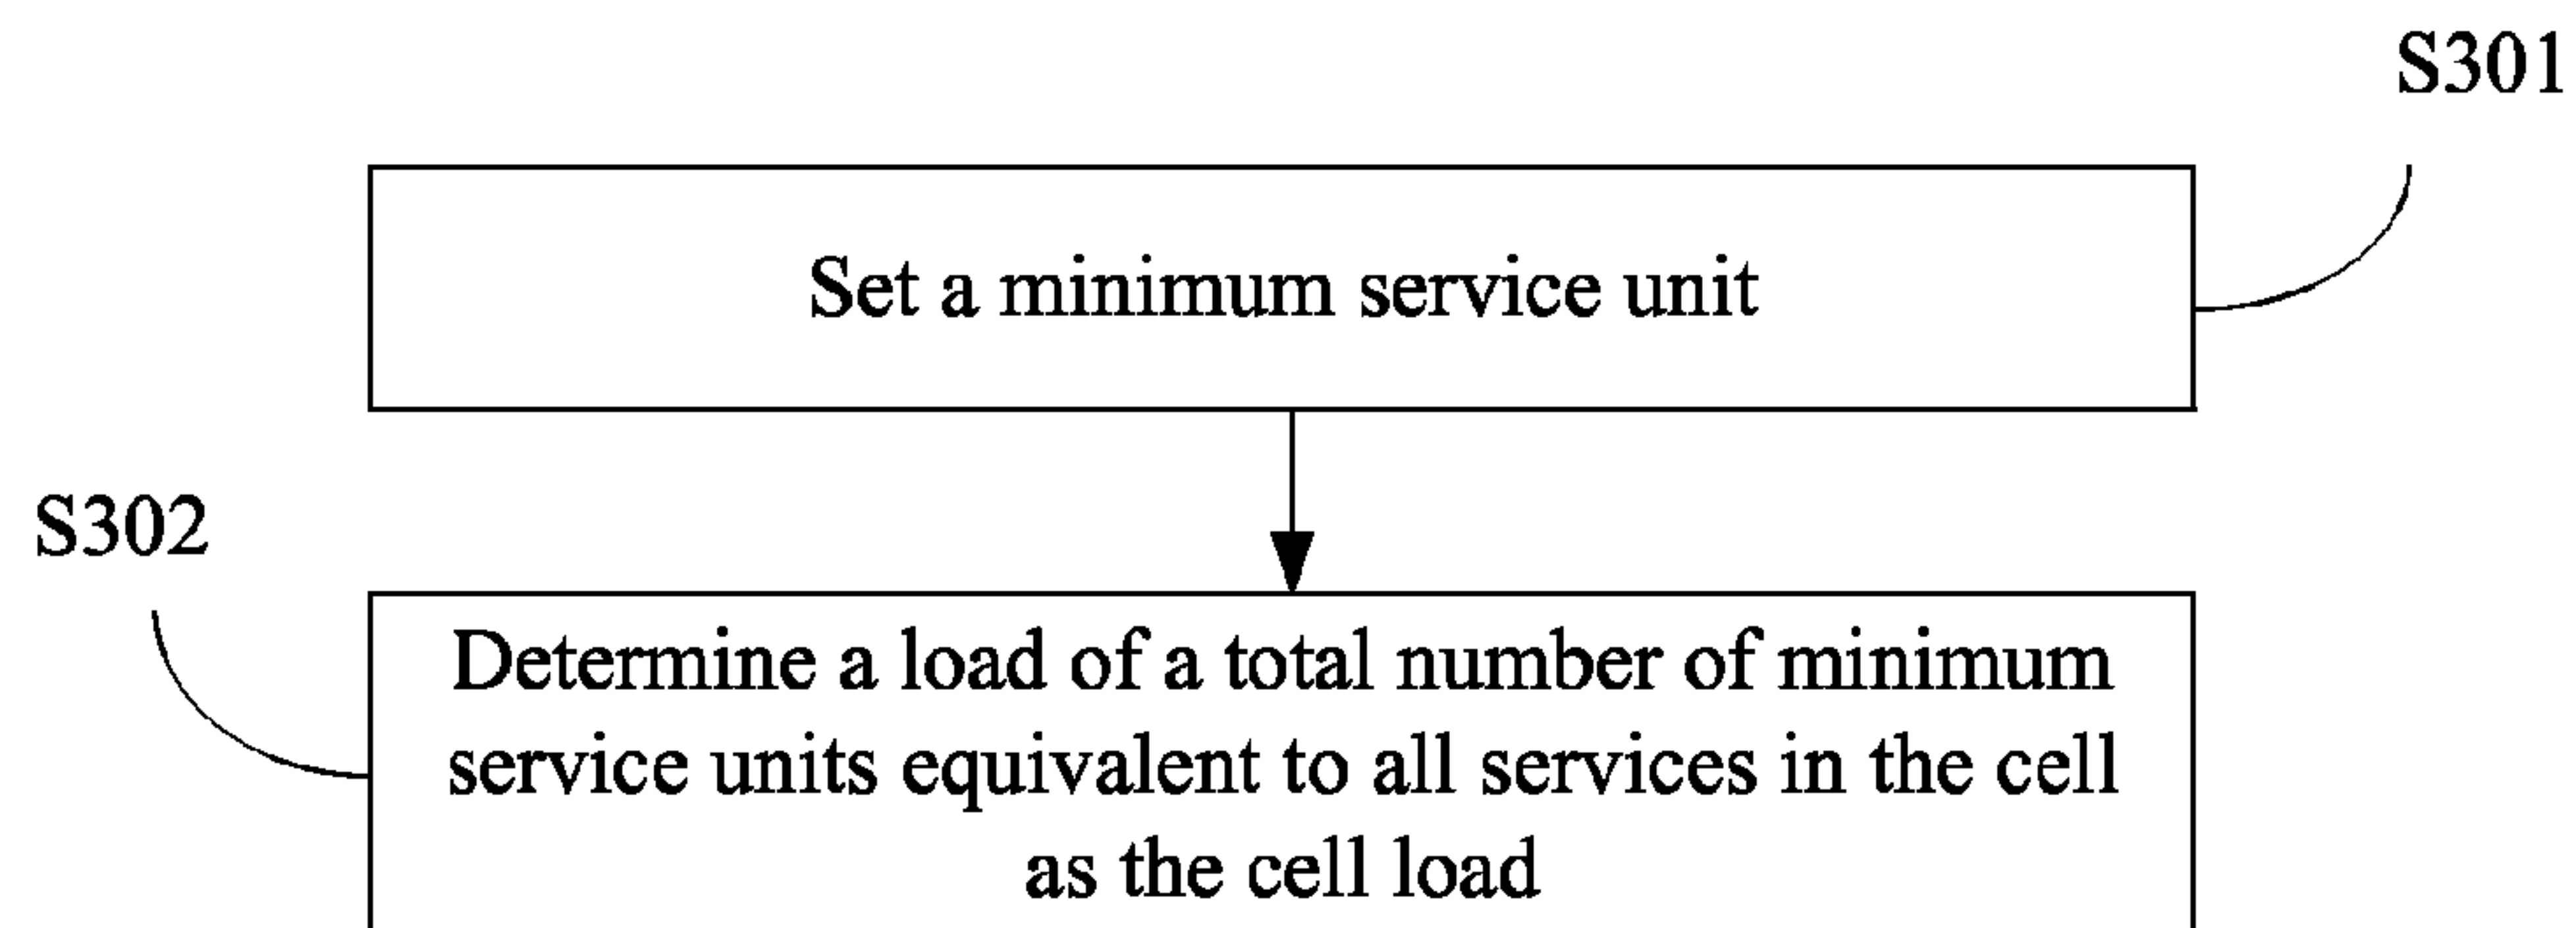 S301
Set a minimum service unit
S302
Determine a load of a total number of minimum
service units equivalent to all services in the cell
as the cell load